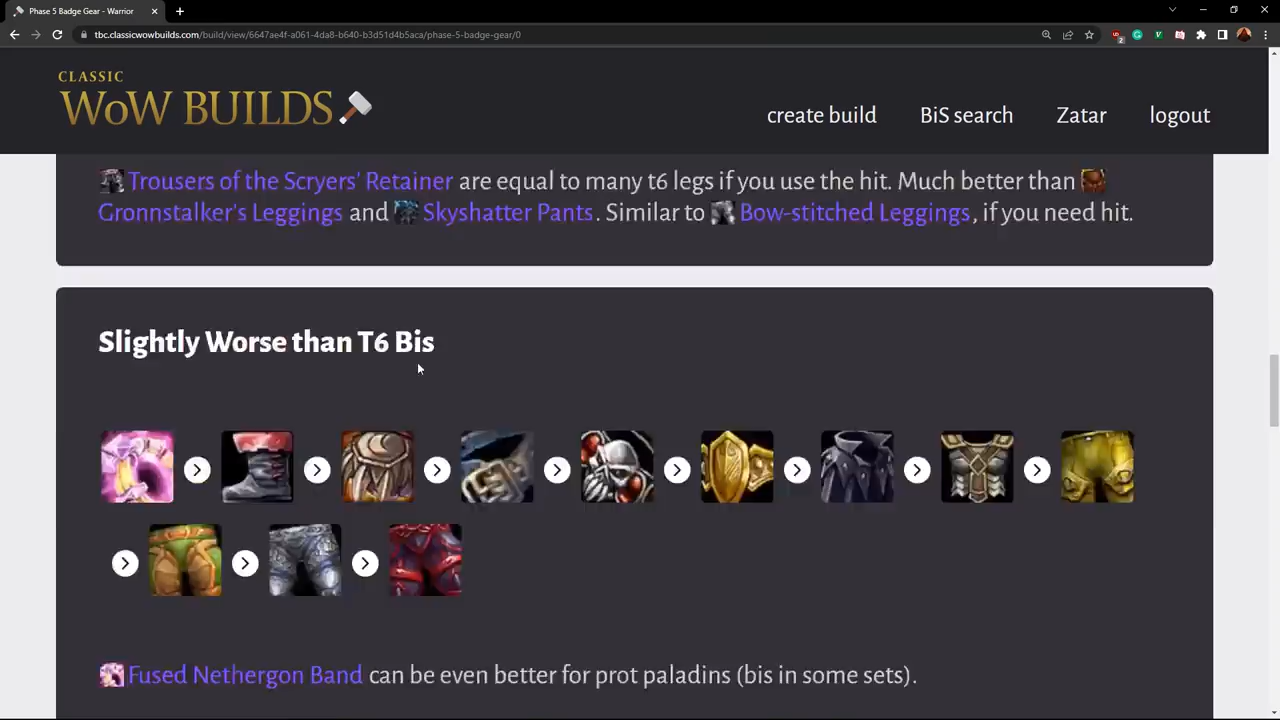 Phase 5 Badge Gear - Warrior
tbc.classicwowbuilds.com/build/view/6647ae4f-a061-4da8-b640-b3d51d4b5aca/phase-5-badge-gear/0
2
CLASSIC
WoW BUILDS
create build
BiS search
Zatar
logout
Trousers of the Scryers' Retainer are equal to many t6 legs if you use the hit. Much better than
Gronnstalker's Leggings and Skyshatter Pants. Similar to Bow-stitched Leggings, if you need hit.
Slightly Worse than T6 Bis
Fused Nethergon Band can be even better for prot paladins (bis in some sets).